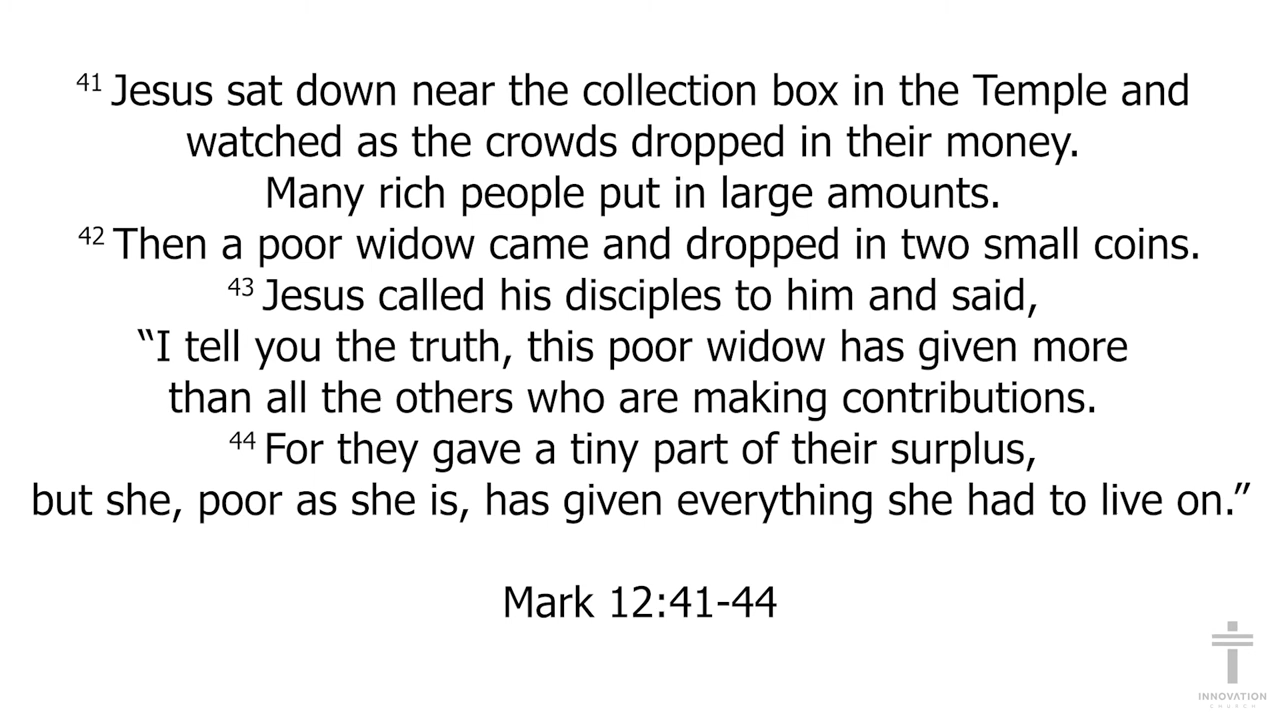 41 Jesus sat down near the collection box in the Temple and
watched as the crowds dropped in their money.
Many rich people put in large amounts.
42 Then a poor widow came and dropped in two small coins.
43 Jesus called his disciples to him and said,
“I tell you the truth, this poor widow has given more
than all the others who are making contributions.
44 For they gave a tiny part of their surplus,
but she, poor as she is, has given everything she had to live on.”
Mark 12:41-44
INNOVATION
CHURCH